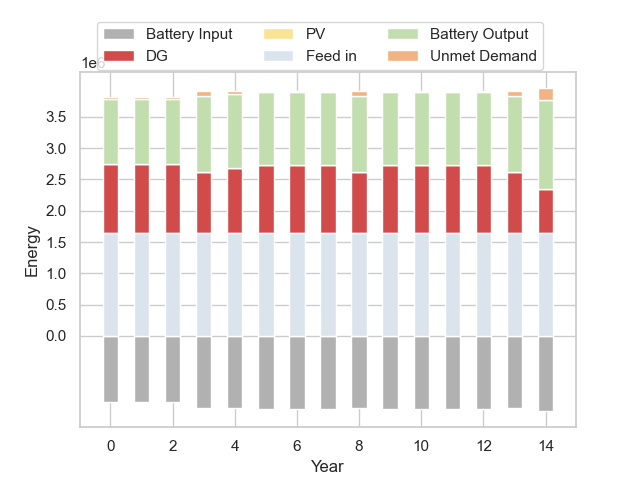 Battery Input PV Battery Output
DG Feed in Unmet Demand
1e6
3.5
3.0
2.5
2.0
1.5
1.0
0.5
0.0
Energy
0 2 4 6 8 10 12 14
Year